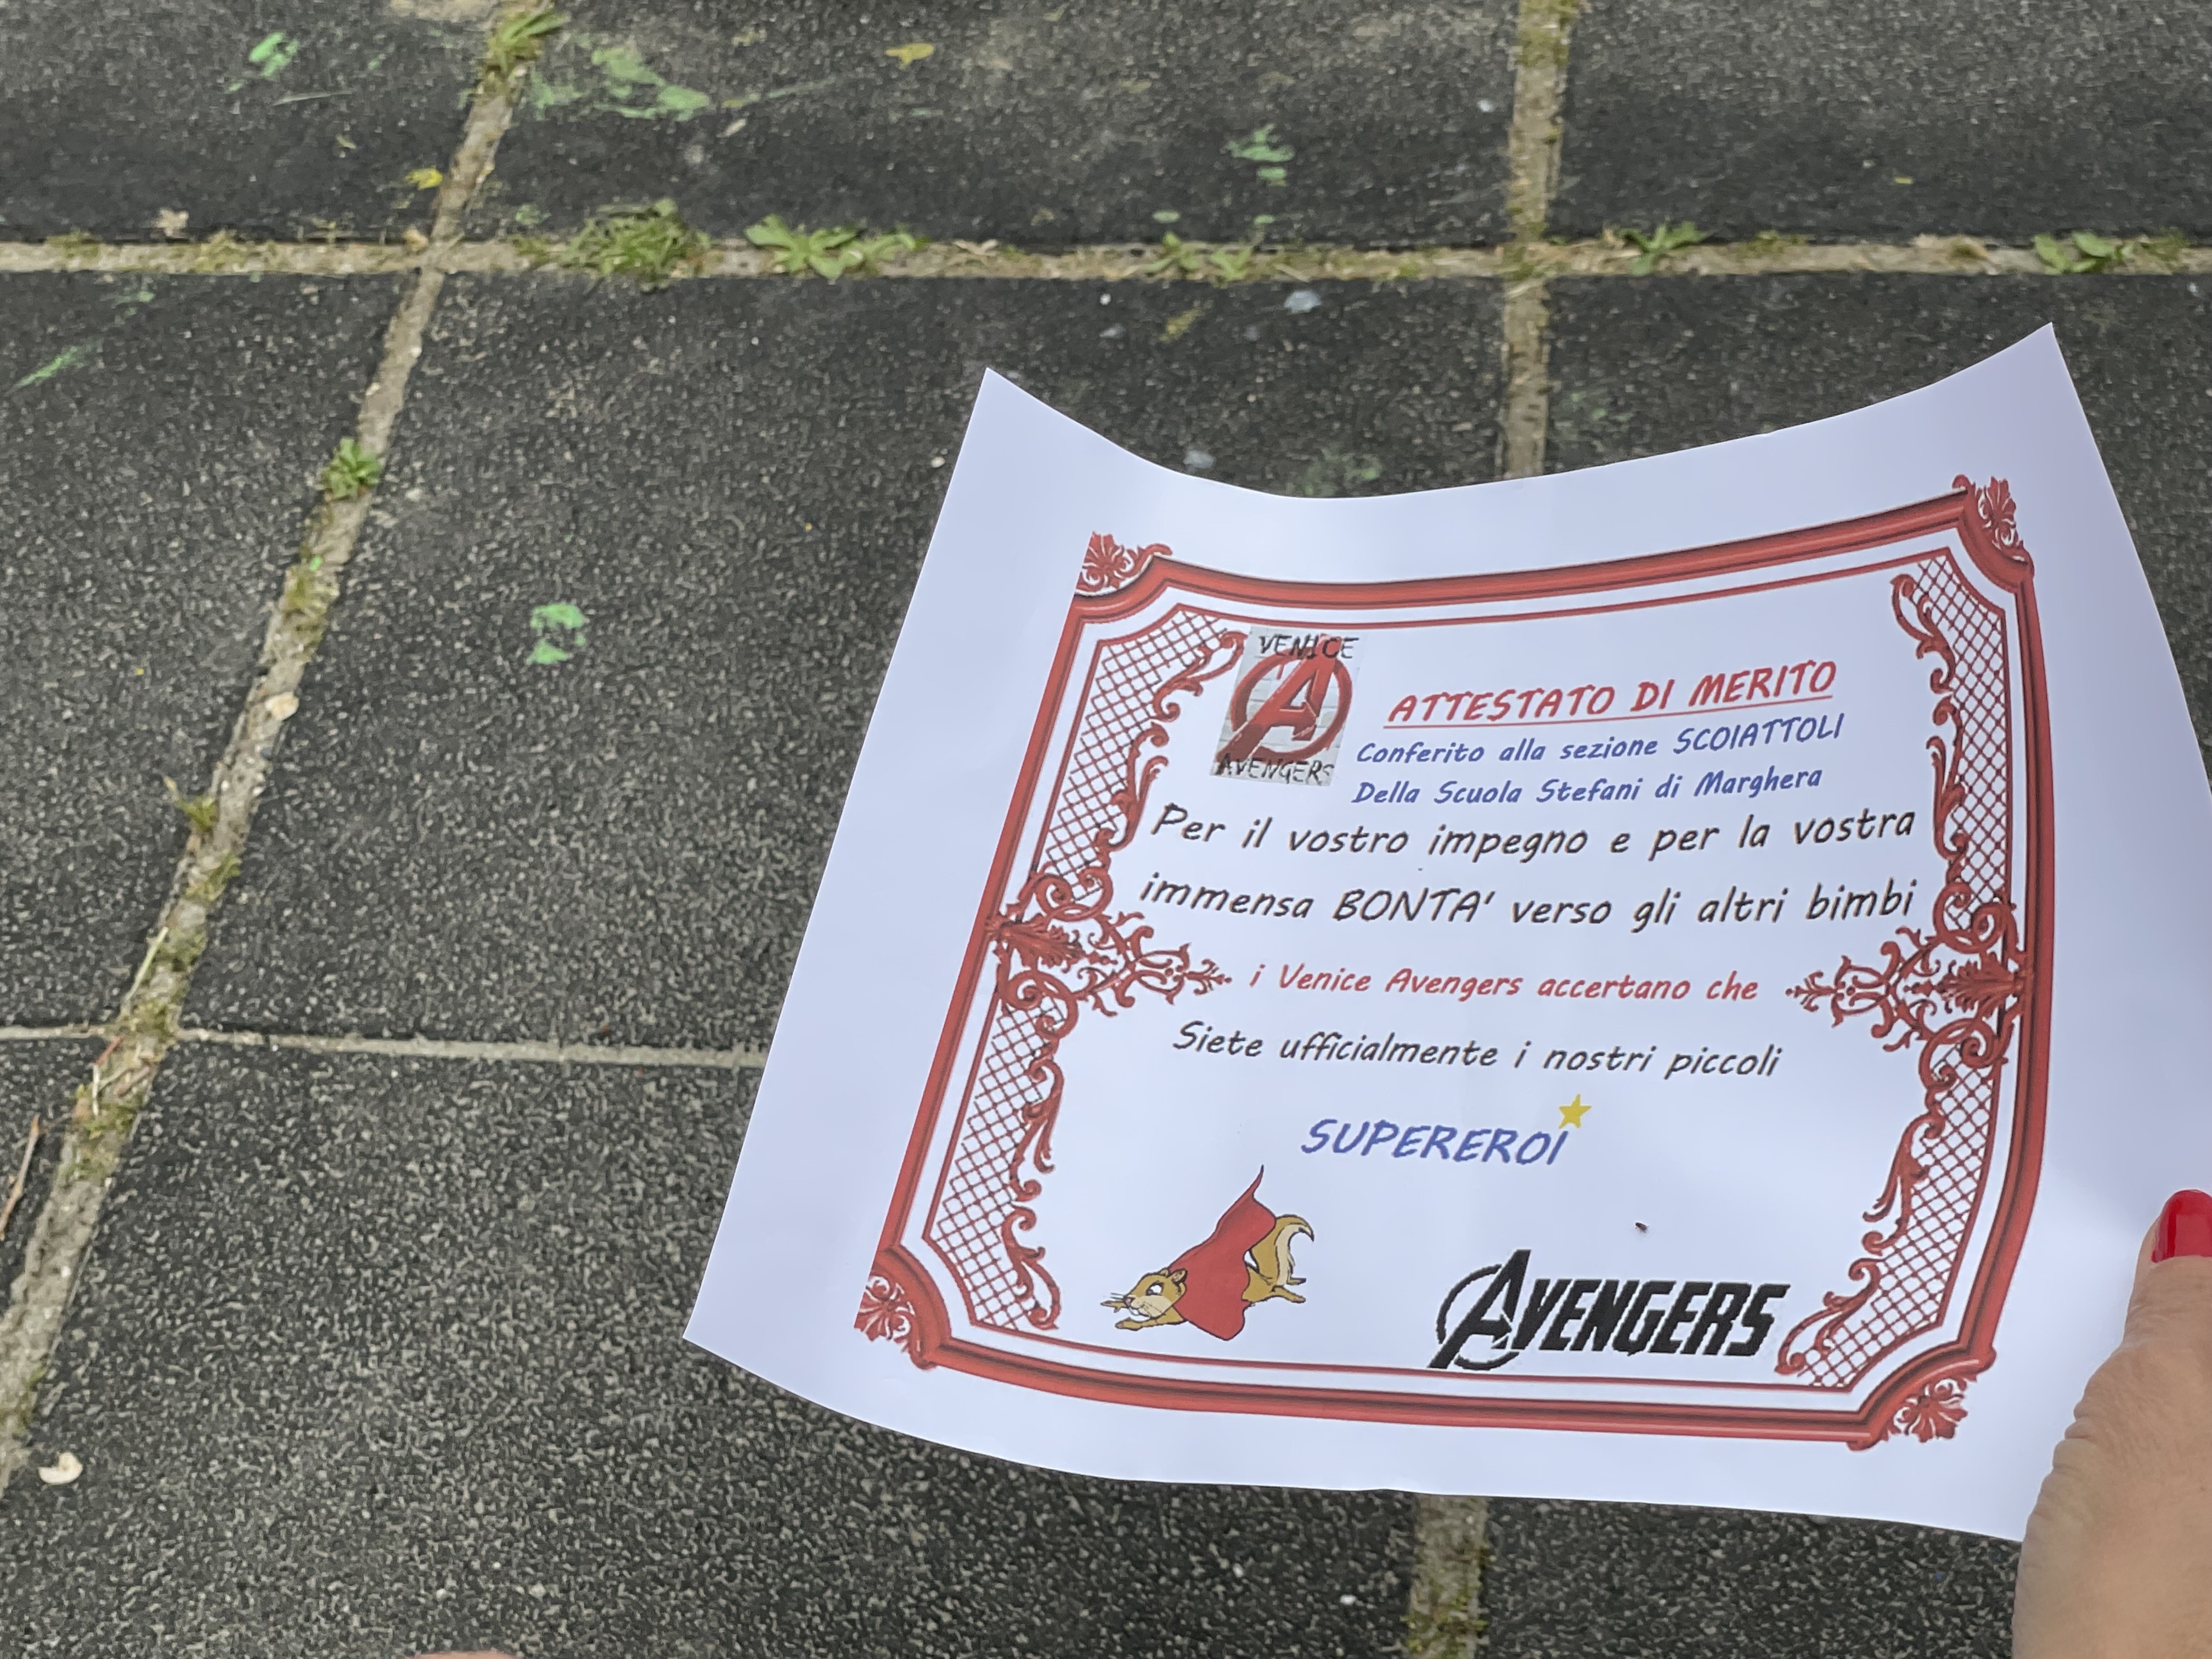 VENICE
AVENGERS
ATTESTATO DI MERITO
Conferito alla sezione SCOIATTOLI
Della Scuola Stefani di Marghera
Per il vostro impegno e per la vostra
immensa BONTA' verso gli altri bimbi
i Venice Avengers accertano che
Siete ufficialmente i nostri piccoli
SUPEREROI
AVENGERS